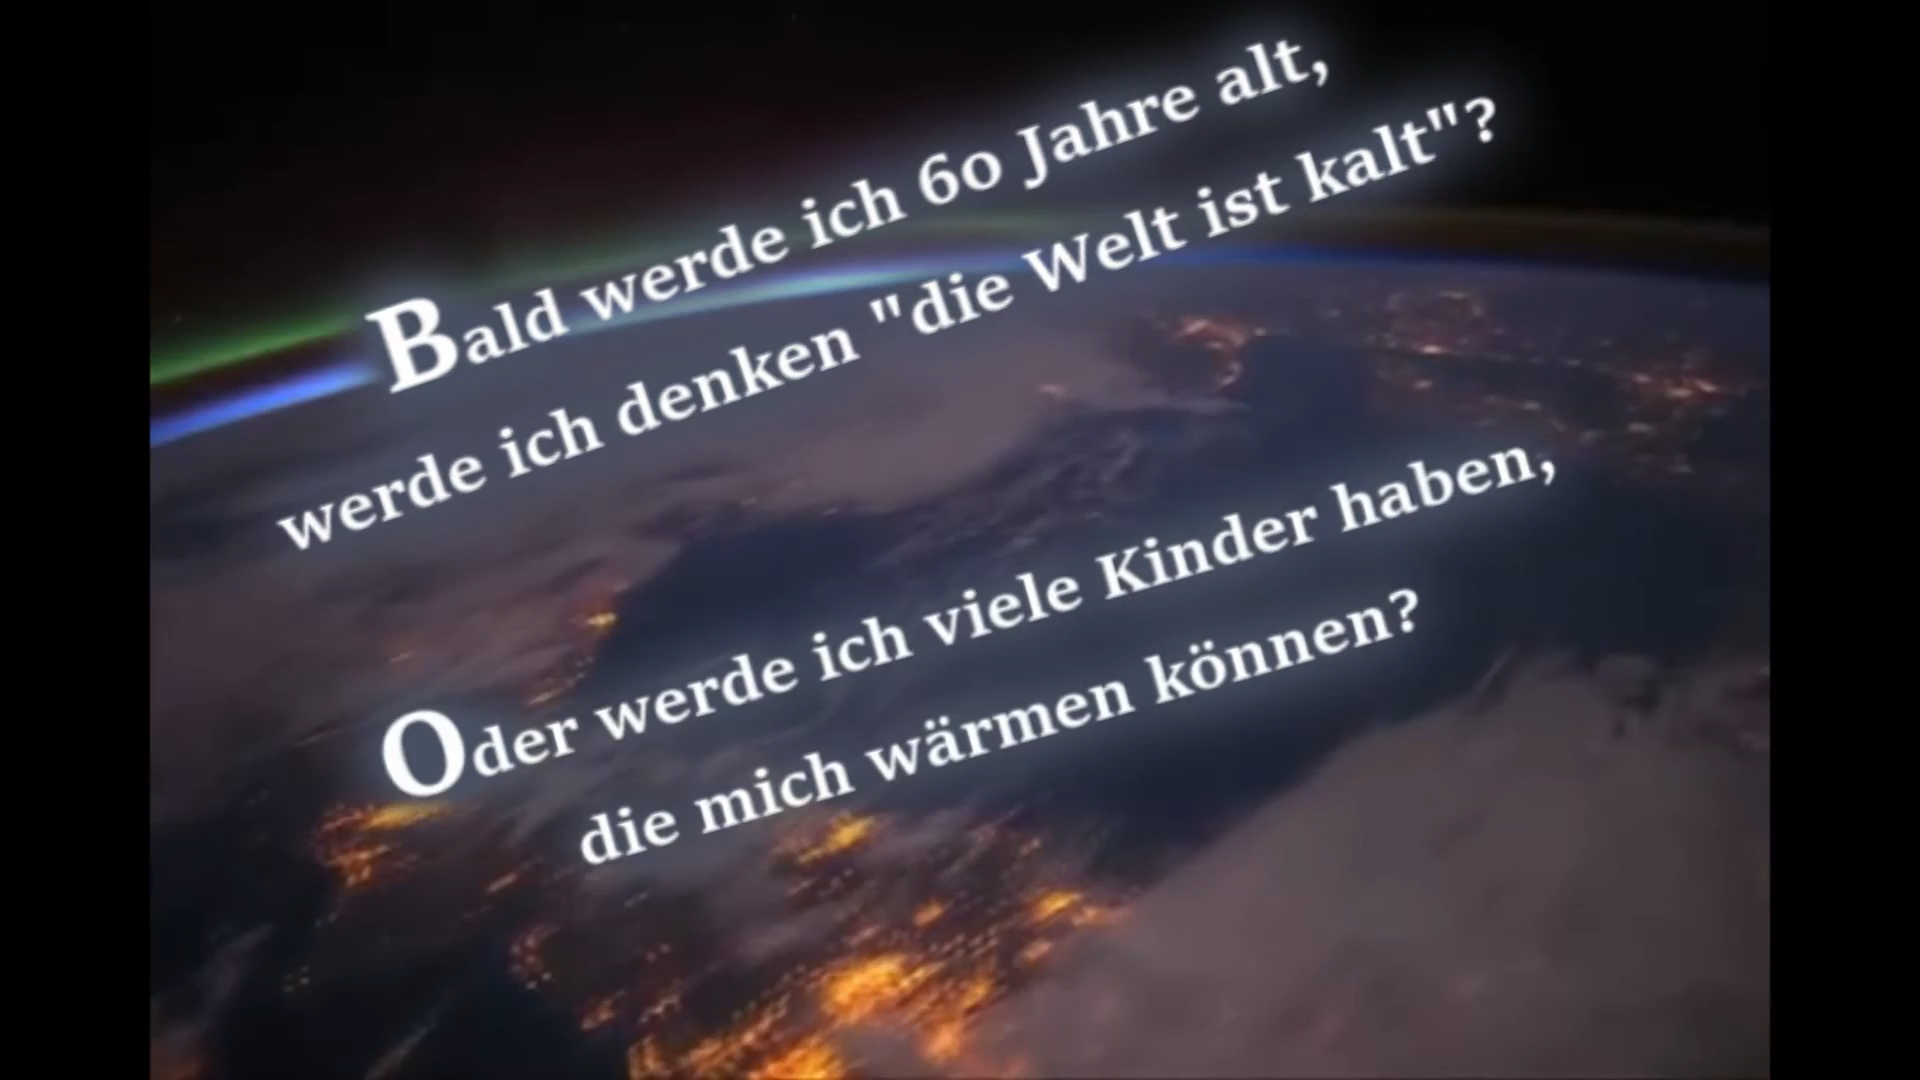 Bald werde ich 60 Jahre alt,
werde ich denken "die Welt ist kalt"?
Oder werde ich viele Kinder haben,
die mich wärmen können?